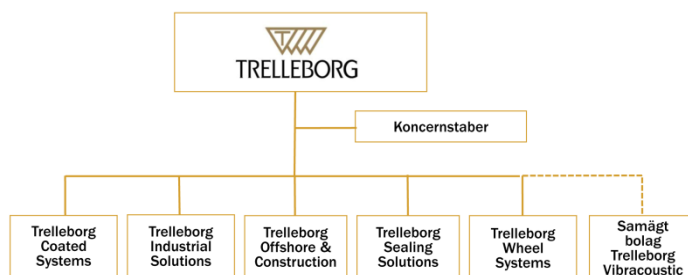 T
TRELLEBORG
Koncernstaber
Trelleborg
Coated
Systems
Trelleborg
Industrial
Solutions
Trelleborg
Offshore &
Construction
Trelleborg
Sealing
Solutions
Trelleborg
Wheel
Systems
Samägt
bolag
Trelleborg
Vibracoustic